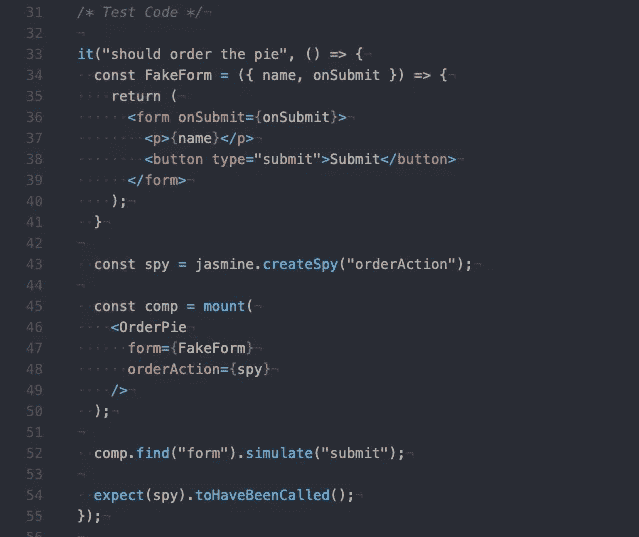 31 /* Test Code */
32
33 it("should order the pie", () => {
34   const FakeForm = ({ name, onSubmit }) => {
35     return (
36       <form onSubmit={onSubmit}>
37         <p>{name}</p>
38         <button type="submit">Submit</button>
39       </form>
40     );
41   }
42
43   const spy = jasmine.createSpy("orderAction");
44
45   const comp = mount(
46     <OrderPie
47       form={FakeForm}
48       orderAction={spy}
49     />
50   );
51
52   comp.find("form").simulate("submit");
53
54   expect(spy).toHaveBeenCalled();
55 });
56